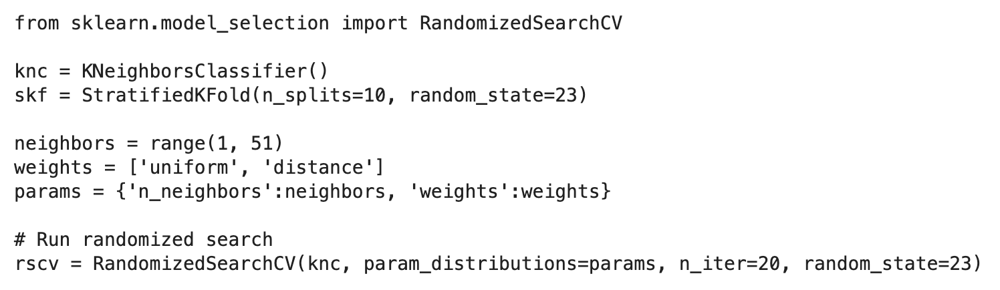 from sklearn.model_selection import RandomizedSearchCV
knc = KNeighborsClassifier()
skf = StratifiedKFold(n_splits=10, random_state=23)
neighbors = range(1, 51)
weights = ['uniform', 'distance']
params = {'n_neighbors':neighbors, 'weights':weights}
# Run randomized search
rscv = RandomizedSearchCV(knc, param_distributions=params, n_iter=20, random_state=23)